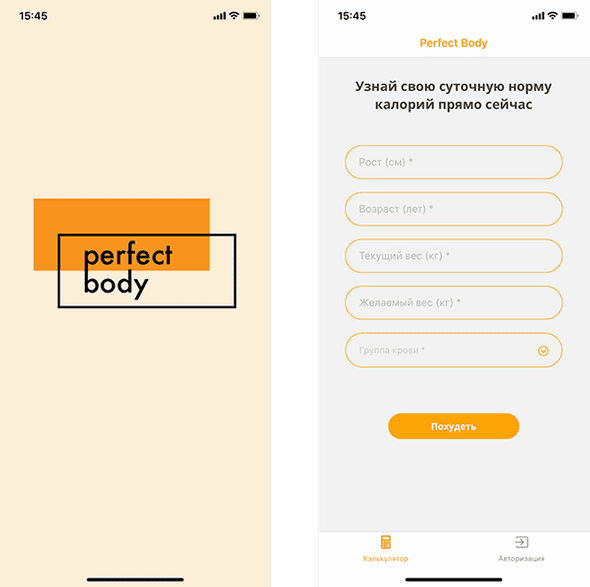 15:45
perfect
body
15:45
Perfect Body
Узнай свою суточную норму
калорий прямо сейчас
Рост (см) *
Возраст (лет) *
Текущий вес (кг) *
Желаемый вес (кг) *
Группа крови *
Похудеть
Калькулятор
Авторизация